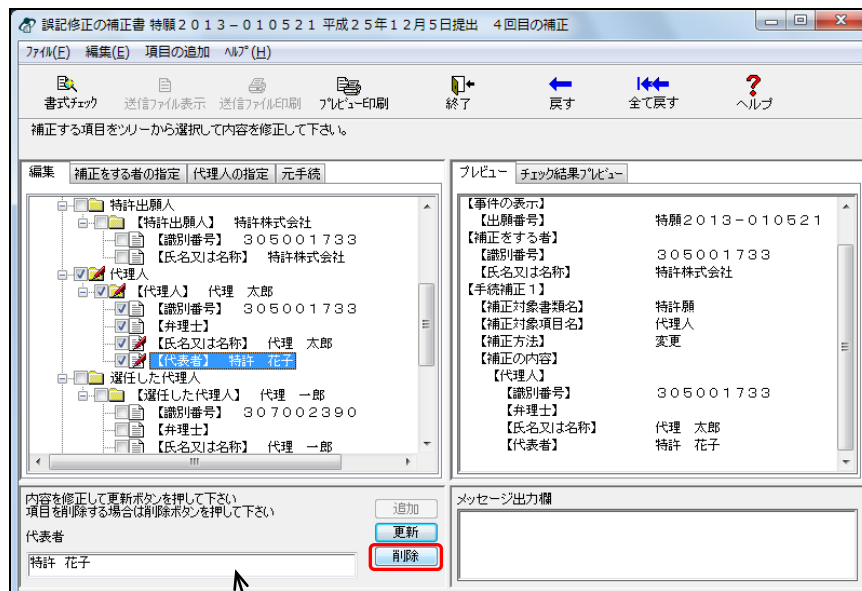 誤記修正の補正書 特願２０１３－０１０５２１ 平成２５年１２月５日提出　４回目の補正
ﾌｧｲﾙ(F)　編集(E)　項目の追加　ﾍﾙﾌﾟ(H)
書式ﾁｪｯｸ　送信ﾌｧｲﾙ表示　送信ﾌｧｲﾙ印刷　ﾌﾟﾚﾋﾞｭｰ印刷　終了　戻す　全て戻す　ヘルプ
補正する項目をツリーから選択して内容を修正して下さい。
編集　補正をする者の指定　代理人の指定　元手続
特許出願人
【特許出願人】　特許株式会社
【識別番号】　３０５００１７３３
【氏名又は名称】　特許株式会社
代理人
【代理人】　代理　太郎
【識別番号】　３０５００１７３３
【弁理士】
【氏名又は名称】　代理　太郎
【代表者】　特許　花子
選任した代理人
【選任した代理人】　代理　一郎
【識別番号】　３０７００２３９０
【弁理士】
【氏名又は名称】　代理　一郎
プレビュー　ﾁｪｯｸ結果ﾌﾟﾚﾋﾞｭｰ
【事件の表示】
【出願番号】　特願２０１３－０１０５２１
【補正をする者】
【識別番号】　３０５００１７３３
【氏名又は名称】　特許株式会社
【手続補正１】
【補正対象書類名】　特許願
【補正対象項目名】　代理人
【補正方法】　変更
【補正の内容】
【代理人】
【識別番号】　３０５００１７３３
【弁理士】
【氏名又は名称】　代理　太郎
【代表者】　特許　花子
内容を修正して更新ボタンを押して下さい
項目を削除する場合は削除ボタンを押して下さい
追加
代表者
更新
特許　花子
削除
メッセージ出力欄